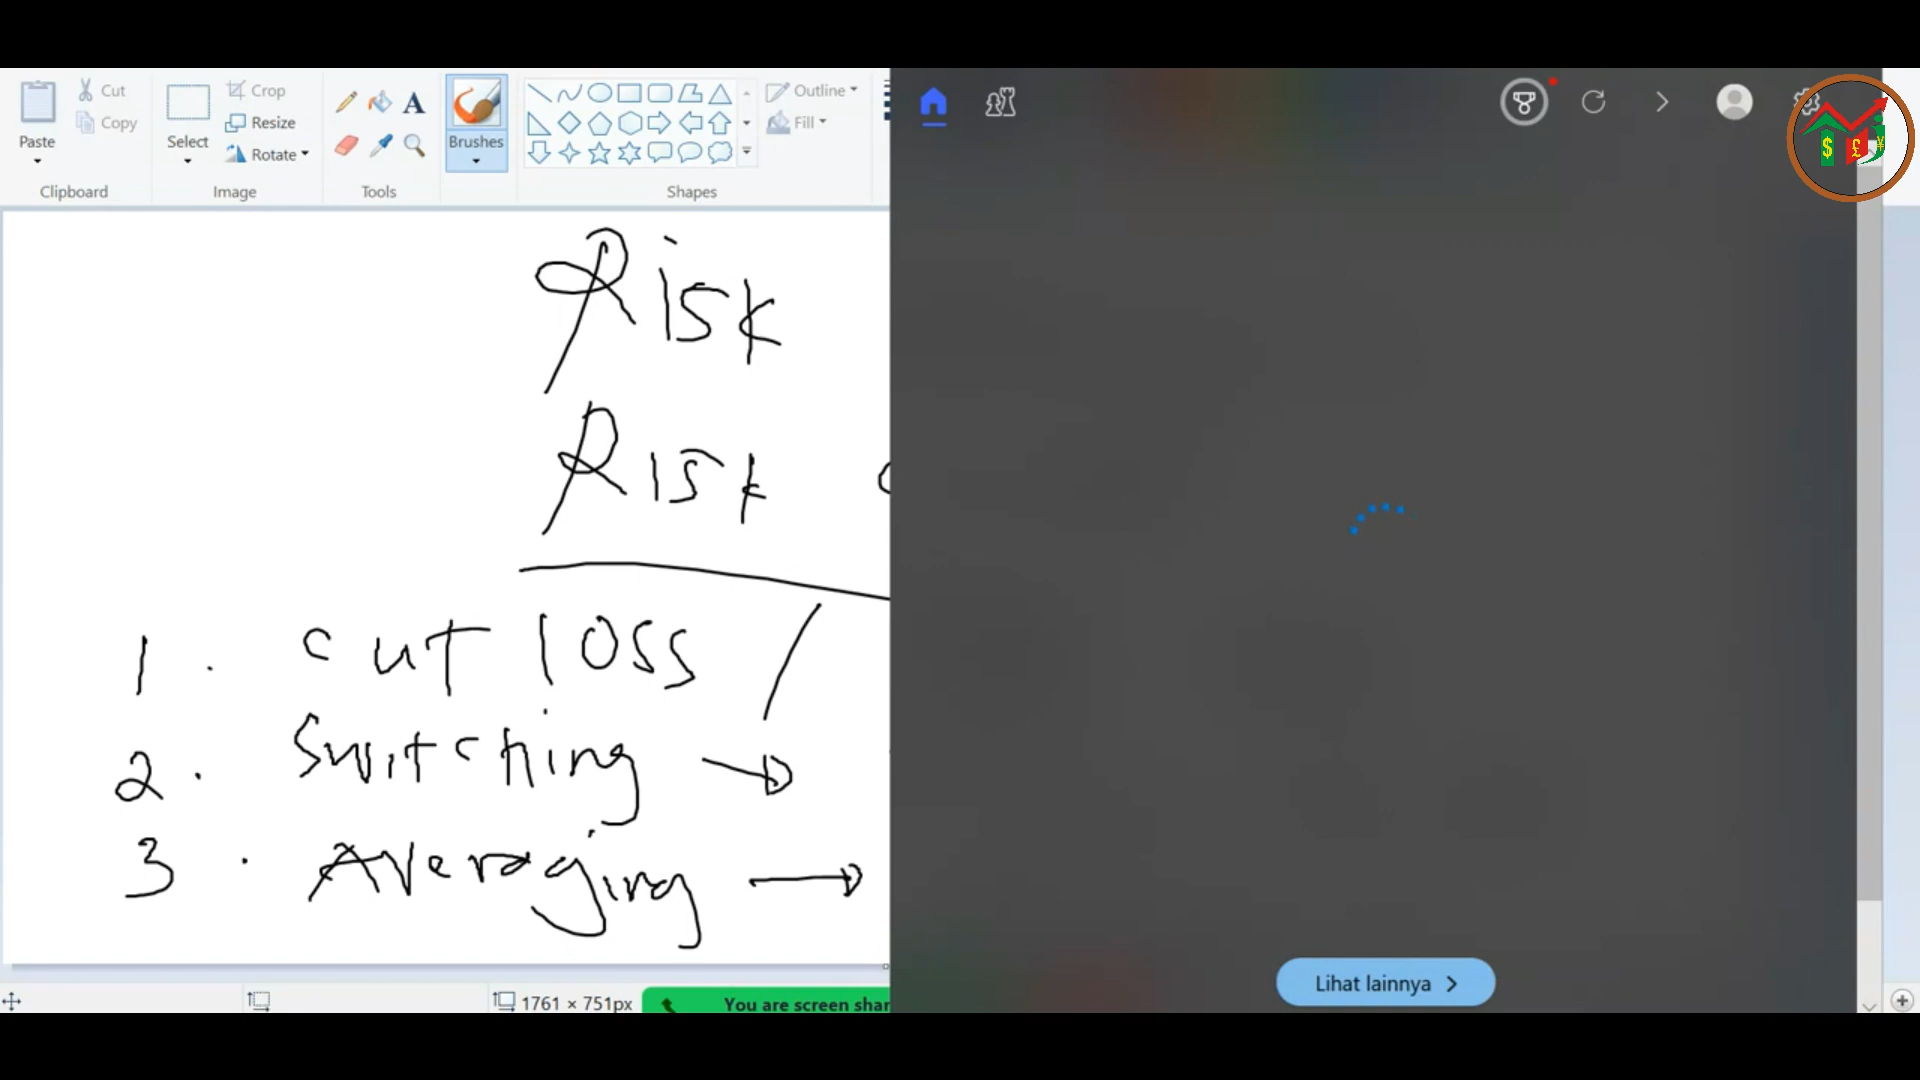 Paste
Cut
Copy
Clipboard
Select
Crop
Resize
Rotate
Image
A
Tools
Brushes
Shapes
Outline
Fill
$ £ ¥
Risk
Risk
1. cut loss /
2. Switching →
3. Averaging →
Lihat lainnya
1761 × 751px
You are screen shar